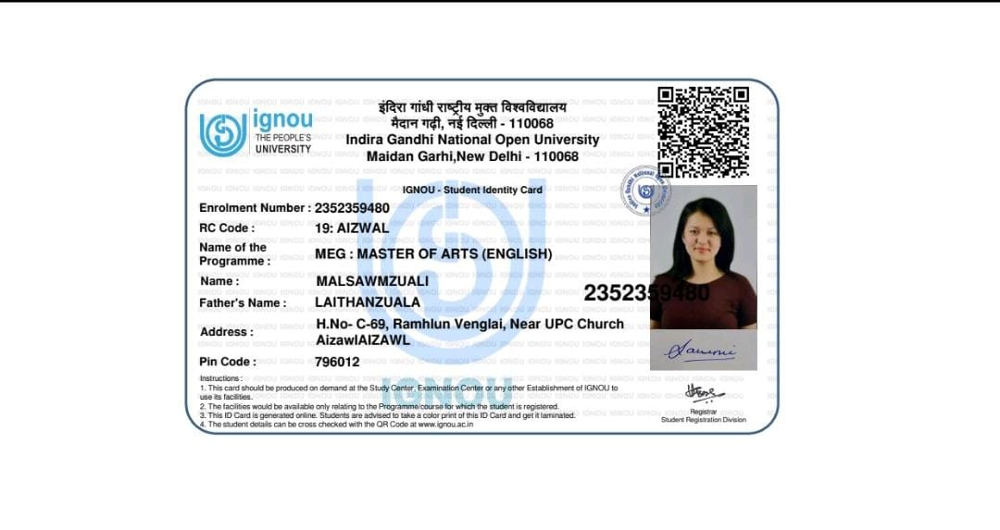 ignou
THE PEOPLE'S
UNIVERSITY
इंदिरा गांधी राष्ट्रीय मुक्त विश्वविद्यालय
मैदान गढ़ी, नई दिल्ली - 110068
Indira Gandhi National Open University
Maidan Garhi,New Delhi - 110068
IGNOU - Student Identity Card
Enrolment Number : 2352359480
RC Code : 19: AIZWAL
Name of the
Programme : MEG : MASTER OF ARTS (ENGLISH)
Name : MALSAWMZUALI
Father's Name : LAITHANZUALA
Address : H.No- C-69, Ramhlun Venglai, Near UPC Church
AizawlAIZAWL
Pin Code : 796012
2352359480
IGNOU
Instructions :
1. This card should be produced on demand at the Study Center, Examination Center or any other Establishment of IGNOU to
use its facilities.
2. The facilities would be available only relating to the Programme/course for which the student is registered.
3. This ID Card is generated online. Students are advised to take a color print of this ID Card and get it laminated.
4. The student details can be cross checked with the QR Code at www.ignou.ac.in
Registrar
Student Registration Division